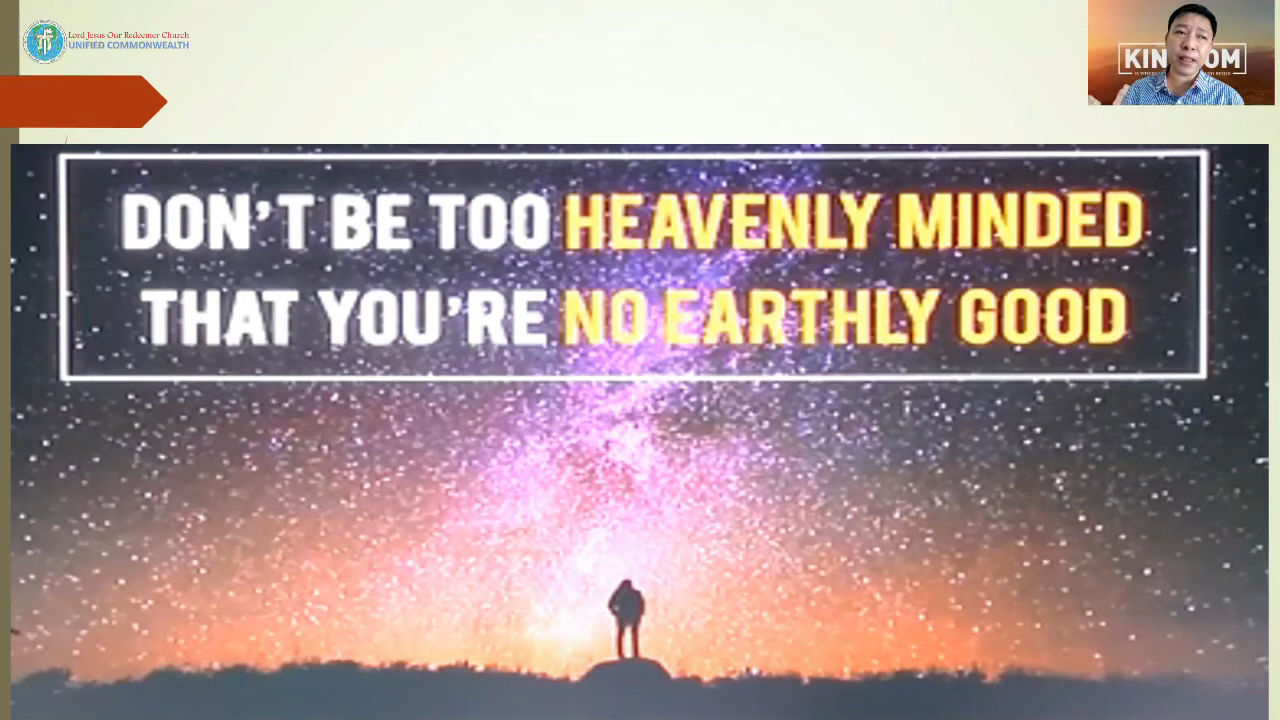 Lord Jesus Our Redeemer Church
UNIFIED COMMONWEALTH
DON'T BE TOO HEAVENLY MINDED
THAT YOU'RE NO EARTHLY GOOD